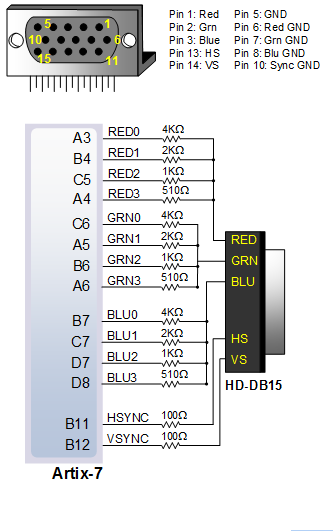 Pin 1: Red Pin 5: GND
Pin 2: Grn Pin 6: Red GND
Pin 3: Blue Pin 7: Grn GND
Pin 13: HS Pin 8: Blu GND
Pin 14: VS Pin 10: Sync GND
5 1
10 6
15 11
A3 RED0 4KΩ
B4 RED1 2KΩ
C5 RED2 1KΩ
A4 RED3 510Ω
C6 GRN0 4KΩ
A5 GRN1 2KΩ
B6 GRN2 1KΩ
A6 GRN3 510Ω
B7 BLU0 4KΩ
C7 BLU1 2KΩ
D7 BLU2 1KΩ
D8 BLU3 510Ω
B11 HSYNC 100Ω
B12 VSYNC 100Ω
RED
GRN
BLU
HS
VS
HD-DB15
Artix-7